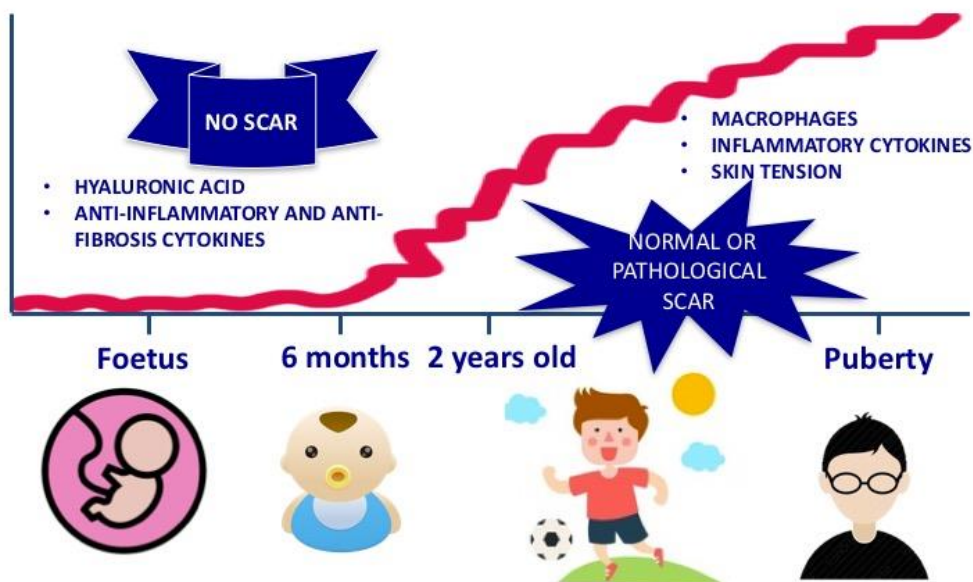 NO SCAR
• HYALURONIC ACID
• ANTI-INFLAMMATORY AND ANTI-
FIBROSIS CYTOKINES
• MACROPHAGES
• INFLAMMATORY CYTOKINES
• SKIN TENSION
NORMAL OR
PATHOLOGICAL
SCAR
Foetus
6 months
2 years old
Puberty